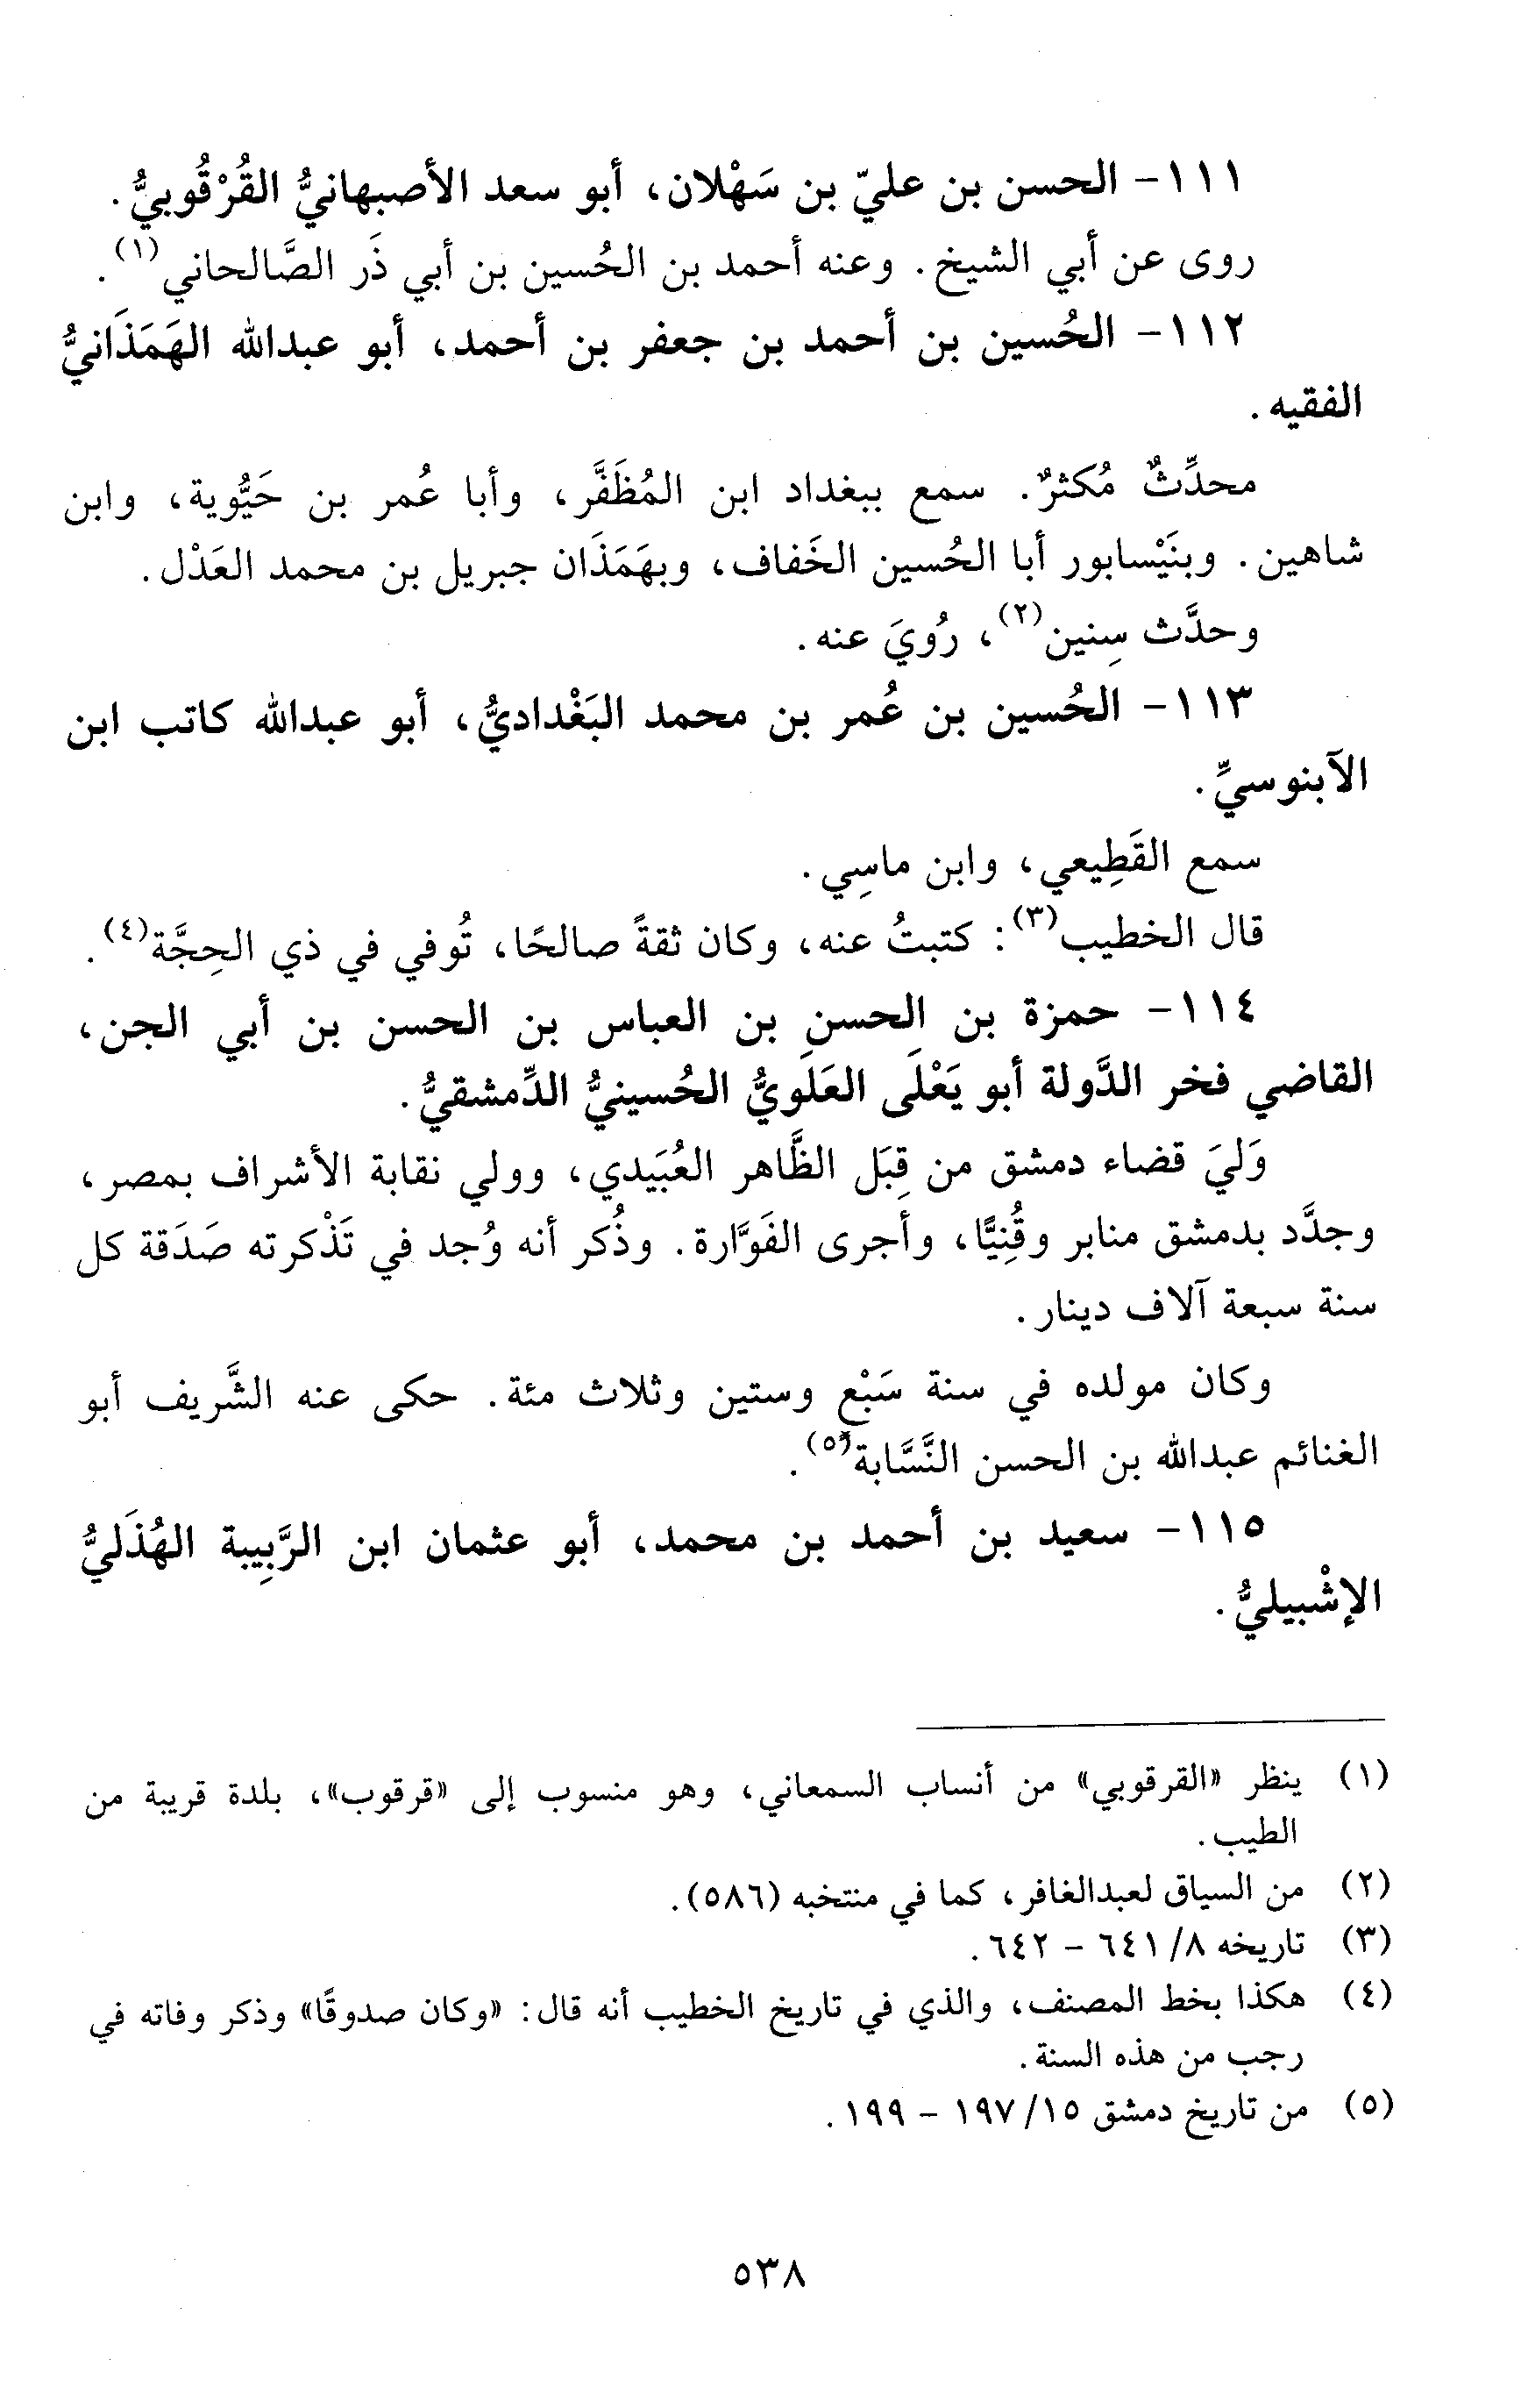 ١١١- الحسن بن عليّ بن سَهْلان، أبو سعد الأصبهانيُّ القُرْقُوبيُّ.
روى عن أبي الشيخ. وعنه أحمد بن الحُسين بن أبي ذَر الصَّالحاني(١).
١١٢- الحُسين بن أحمد بن جعفر بن أحمد، أبو عبدالله الهَمَذَانيُّ
الفقيه.
محدِّثٌ مُكثرٌ. سمع ببغداد ابن المُظَفَّر، وأبا عُمر بن حَيُّوية، وابن
شاهين. وبنَيْسابور أبا الحُسين الخَفاف، وبهَمَذَان جبريل بن محمد العَدْل.
وحدَّث سِنين(٢)، رُويَ عنه.
١١٣- الحُسين بن عُمر بن محمد البَغْداديُّ، أبو عبدالله كاتب ابن
الآبنوسيِّ.
سمع القَطِيعي، وابن ماسِي.
قال الخطيب(٣): كتبتُ عنه، وكان ثقةً صالحًا، تُوفي في ذي الحِجَّة(٤).
١١٤- حمزة بن الحسن بن العباس بن الحسن بن أبي الجن،
القاضي فخر الدَّولة أبو يَعْلَى العَلَويُّ الحُسينيُّ الدِّمشقيُّ.
وَليَ قضاء دمشق من قِبَل الظَّاهر العُبَيدي، وولي نقابة الأشراف بمصر،
وجدَّد بدمشق منابر وقُنِيًّا، وأجرى الفَوَّارة. وذُكر أنه وُجد في تَذْكرته صَدَقة كل
سنة سبعة آلاف دينار.
وكان مولده في سنة سَبْع وستين وثلاث مئة. حكى عنه الشَّريف أبو
الغنائم عبدالله بن الحسن النَّسَّابة(٥).
١١٥- سعيد بن أحمد بن محمد، أبو عثمان ابن الرَّبِيبة الهُذَليُّ
الإشْبيليُّ.
(١) ينظر «القرقوبي» من أنساب السمعاني، وهو منسوب إلى «قرقوب»، بلدة قريبة من
الطيب.
(٢) من السياق لعبدالغافر، كما في منتخبه (٥٨٦).
(٣) تاريخه ٨/ ٦٤١ - ٦٤٢.
(٤) هكذا بخط المصنف، والذي في تاريخ الخطيب أنه قال: «وكان صدوقًا» وذكر وفاته في
رجب من هذه السنة.
(٥) من تاريخ دمشق ١٥/ ١٩٧ - ١٩٩.
٥٣٨